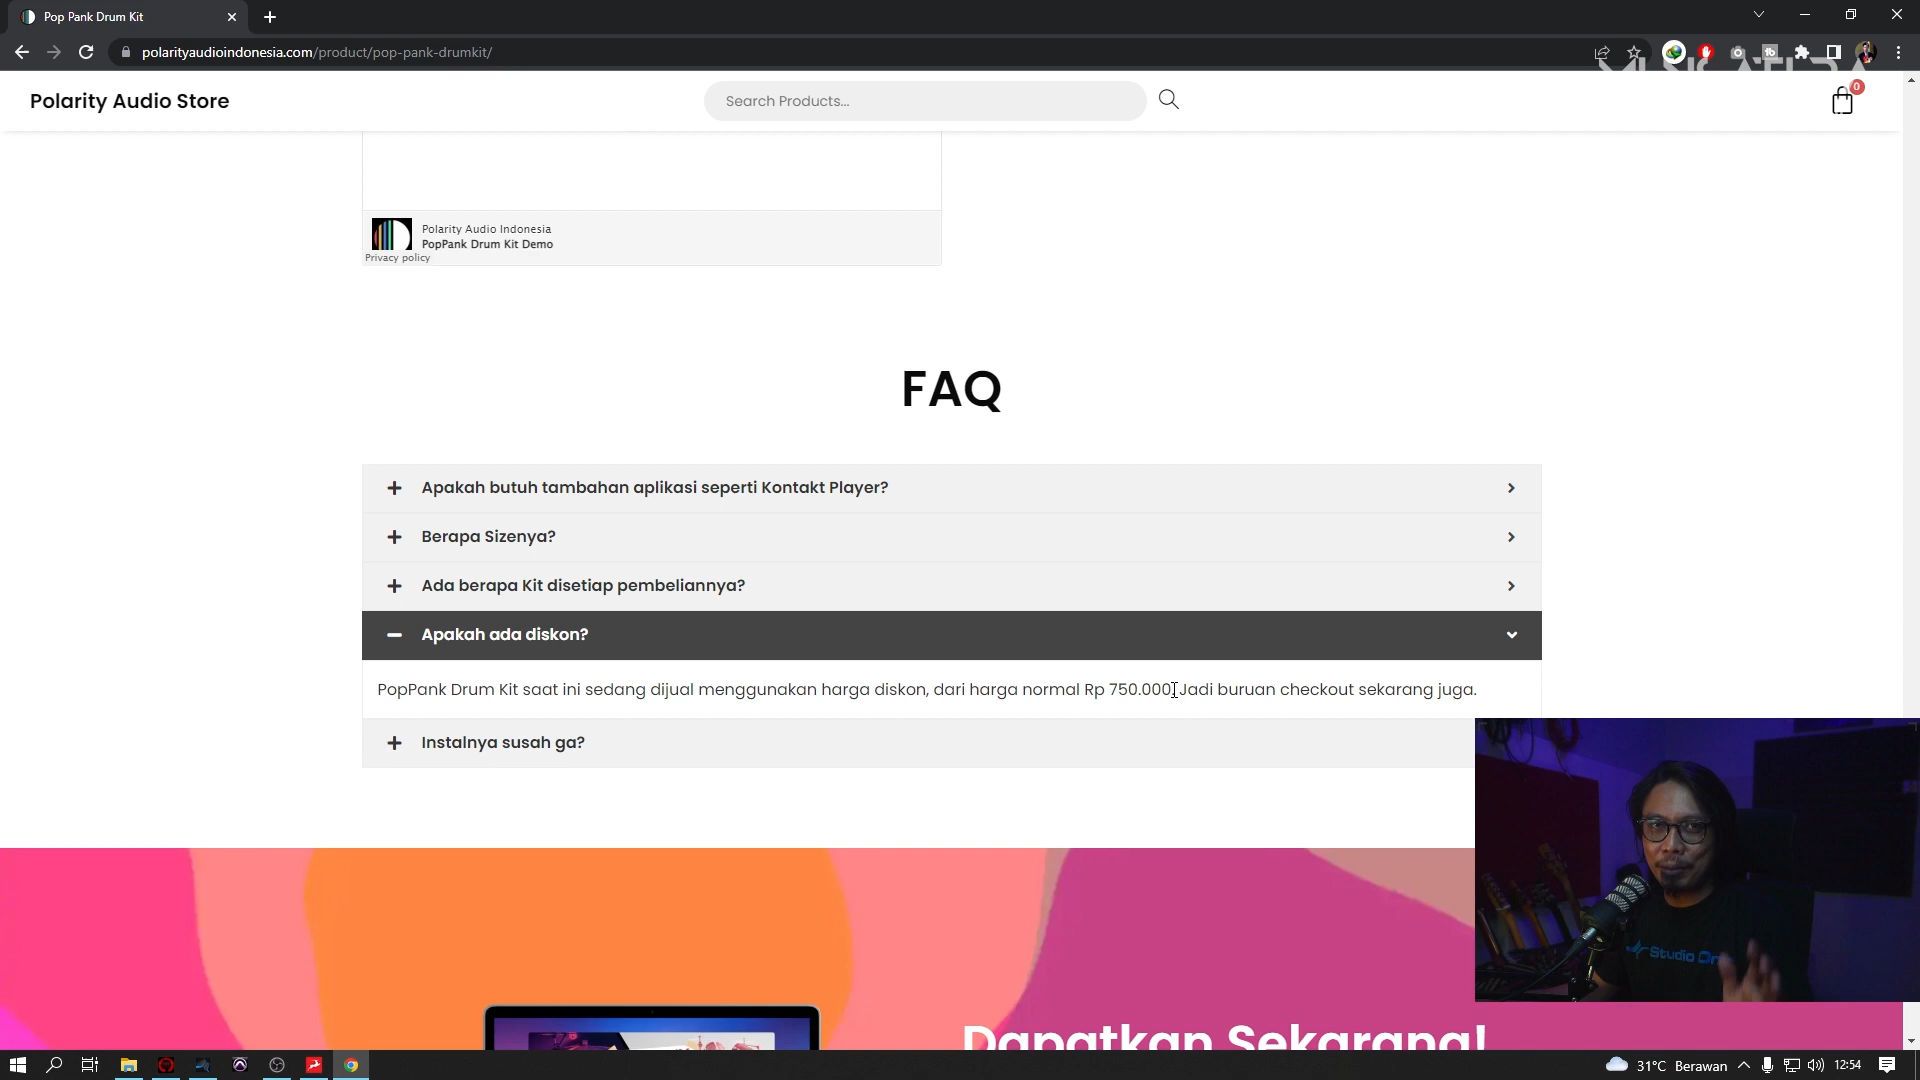 Pop Pank Drum Kit
polarityaudioindonesia.com/product/pop-pank-drumkit/
Polarity Audio Store
Search Products...
0
Polarity Audio Indonesia
PopPank Drum Kit Demo
Privacy policy
FAQ
Apakah butuh tambahan aplikasi seperti Kontakt Player?
Berapa Sizenya?
Ada berapa Kit disetiap pembeliannya?
Apakah ada diskon?
PopPank Drum Kit saat ini sedang dijual menggunakan harga diskon, dari harga normal Rp 750.000. Jadi buruan checkout sekarang juga.
Instalnya susah ga?
Studio On
Dapatkan Sekarang!
31°C Berawan
12:54